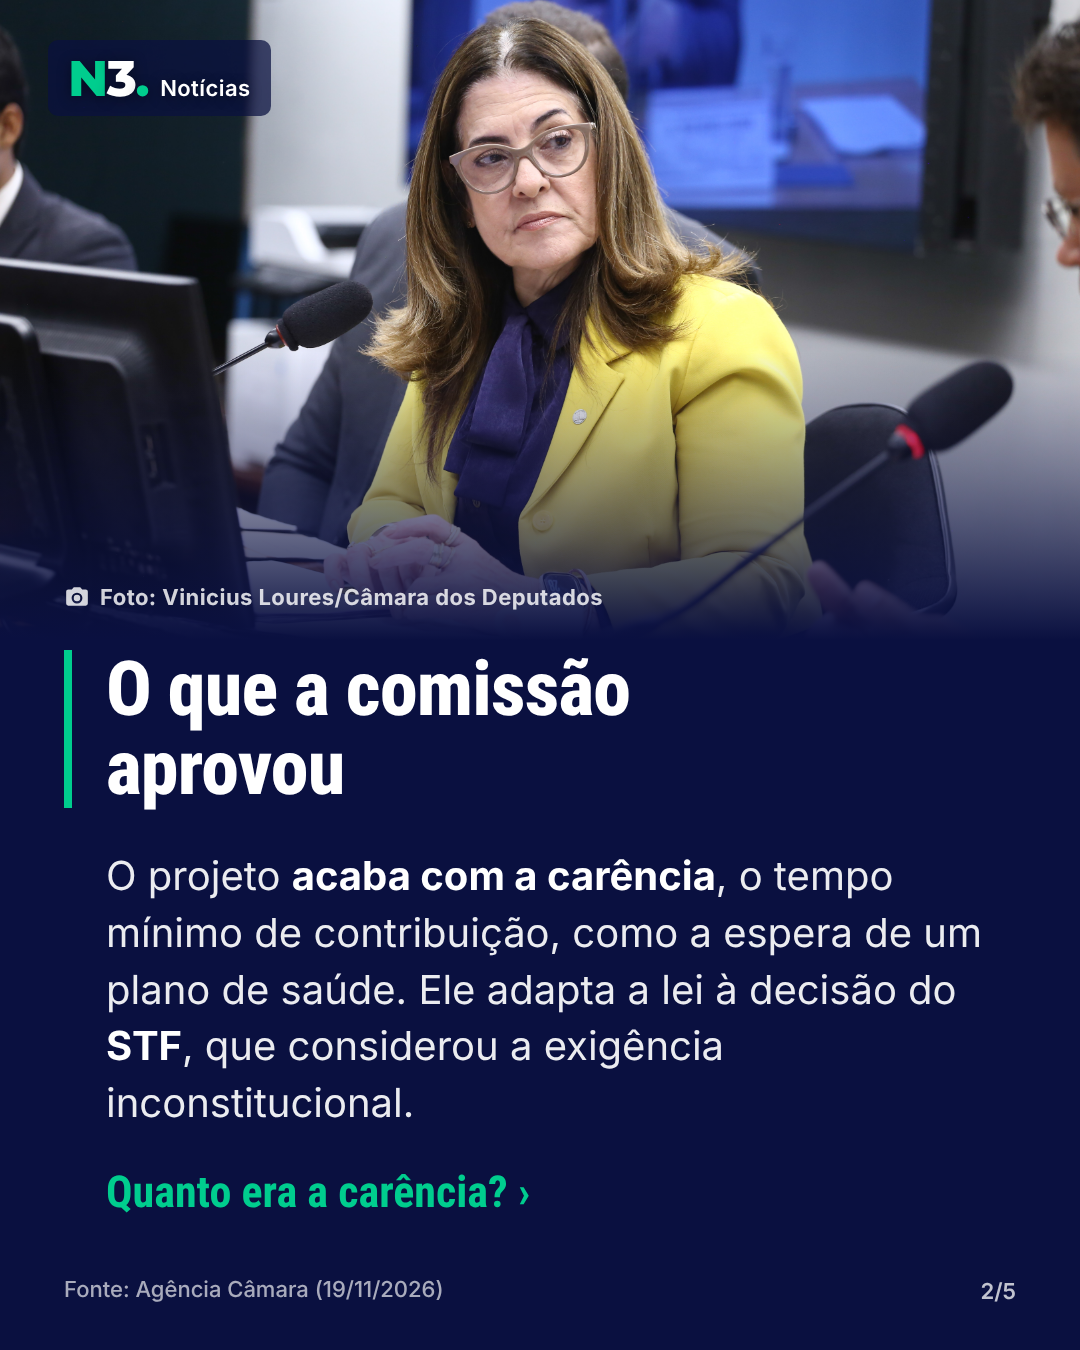 N3. Notícias
Foto: Vinicius Loures/Câmara dos Deputados
O que a comissão
aprovou
O projeto acaba com a carência, o tempo
mínimo de contribuição, como a espera de um
plano de saúde. Ele adapta a lei à decisão do
STF, que considerou a exigência
inconstitucional.
Quanto era a carência? ›
Fonte: Agência Câmara (19/11/2026)
2/5